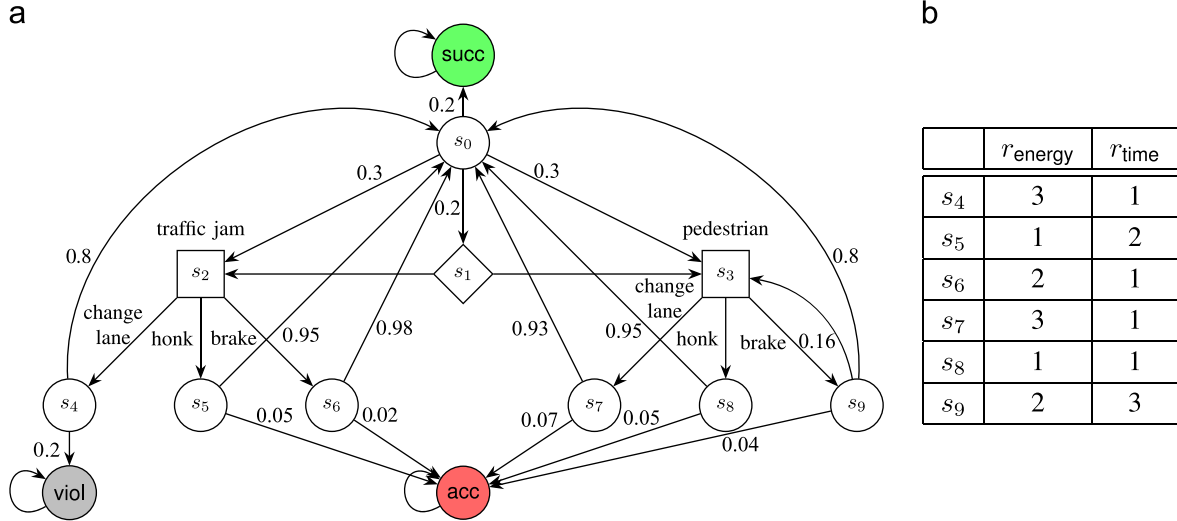 a
b
succ
0.2
s₀
0.3
0.3
0.2
traffic jam
pedestrian
0.8
s₂
s₁
s₃
0.8
change
lane
honk
brake
0.95
0.98
0.93
0.95
change
lane
honk
brake
0.16
s₄
s₅
s₆
s₇
s₈
s₉
0.2
0.05
0.02
0.07
0.05
0.04
viol
acc
r_energy r_time
s₄ 3 1
s₅ 1 2
s₆ 2 1
s₇ 3 1
s₈ 1 1
s₉ 2 3